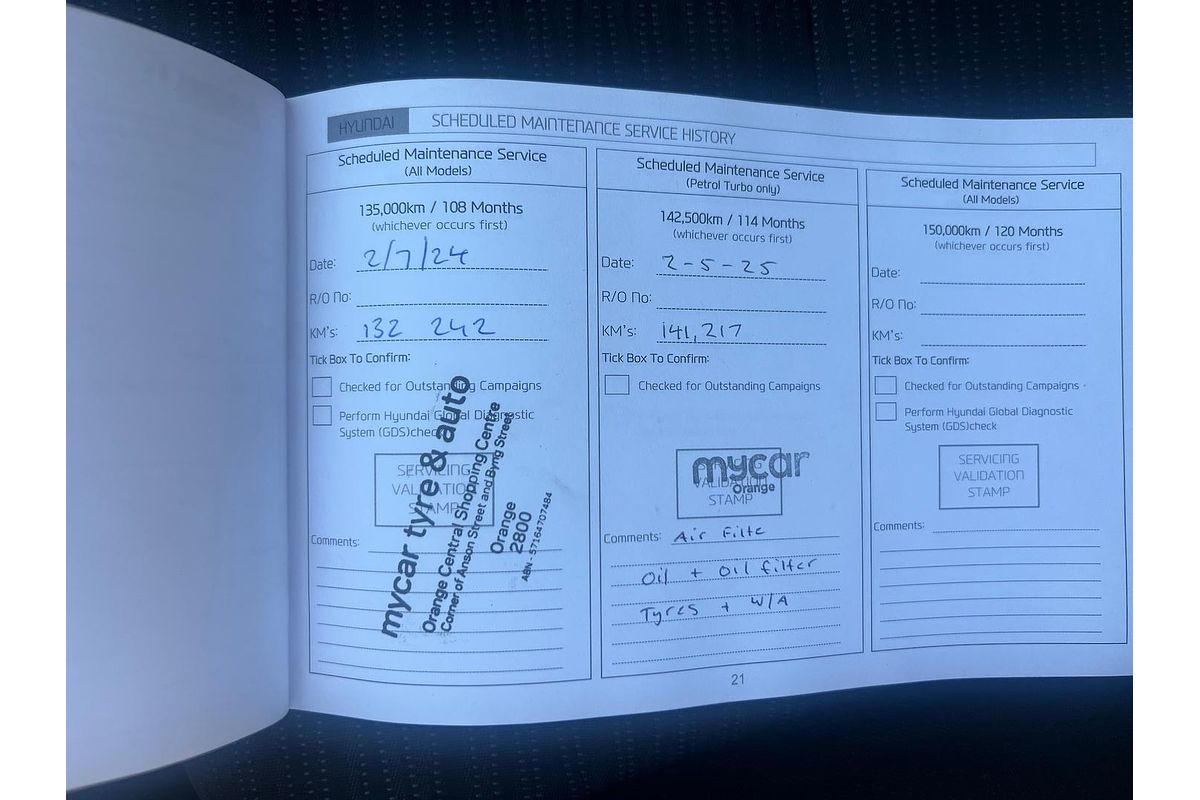 HYUNDAI
SCHEDULED MAINTENANCE SERVICE HISTORY
Scheduled Maintenance Service
(All Models)
135,000km / 108 Months
(whichever occurs first)
Date: 2/7/24
R/O No:
KM's: 132 242
Tick Box To Confirm:
Checked for Outstanding Campaigns
Perform Hyundai Global Diagnostic
System (GDS)check
SERVICING
VALIDATION
STAMP
mycar tyre & auto
Orange Central Shopping Centre
Corner of Anson Street and Byng Street
Orange
2800
ABN - 57164707484
Comments:
Scheduled Maintenance Service
(Petrol Turbo only)
142,500km / 114 Months
(whichever occurs first)
Date: 2-5-25
R/O No:
KM's: 141,217
Tick Box To Confirm:
Checked for Outstanding Campaigns
mycar
Orange
VALIDATION
STAMP
Comments: Air Filte
Oil + Oil filter
Tyres + W/A
Scheduled Maintenance Service
(All Models)
150,000km / 120 Months
(whichever occurs first)
Date:
R/O No:
KM's:
Tick Box To Confirm:
Checked for Outstanding Campaigns
Perform Hyundai Global Diagnostic
System (GDS)check
SERVICING
VALIDATION
STAMP
Comments:
21